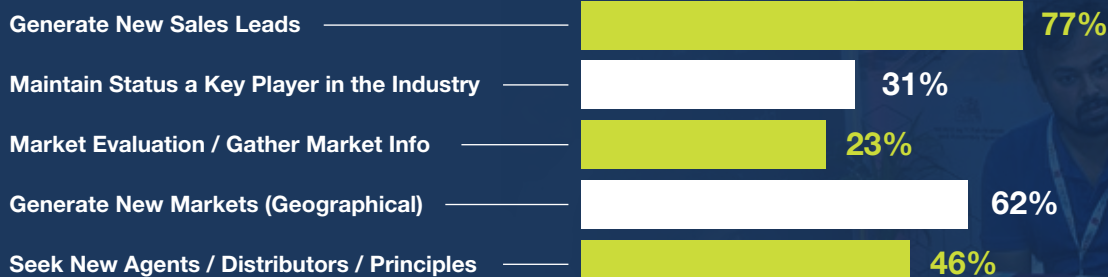 Generate New Sales Leads 77%
Maintain Status a Key Player in the Industry 31%
Market Evaluation / Gather Market Info 23%
Generate New Markets (Geographical) 62%
Seek New Agents / Distributors / Principles 46%